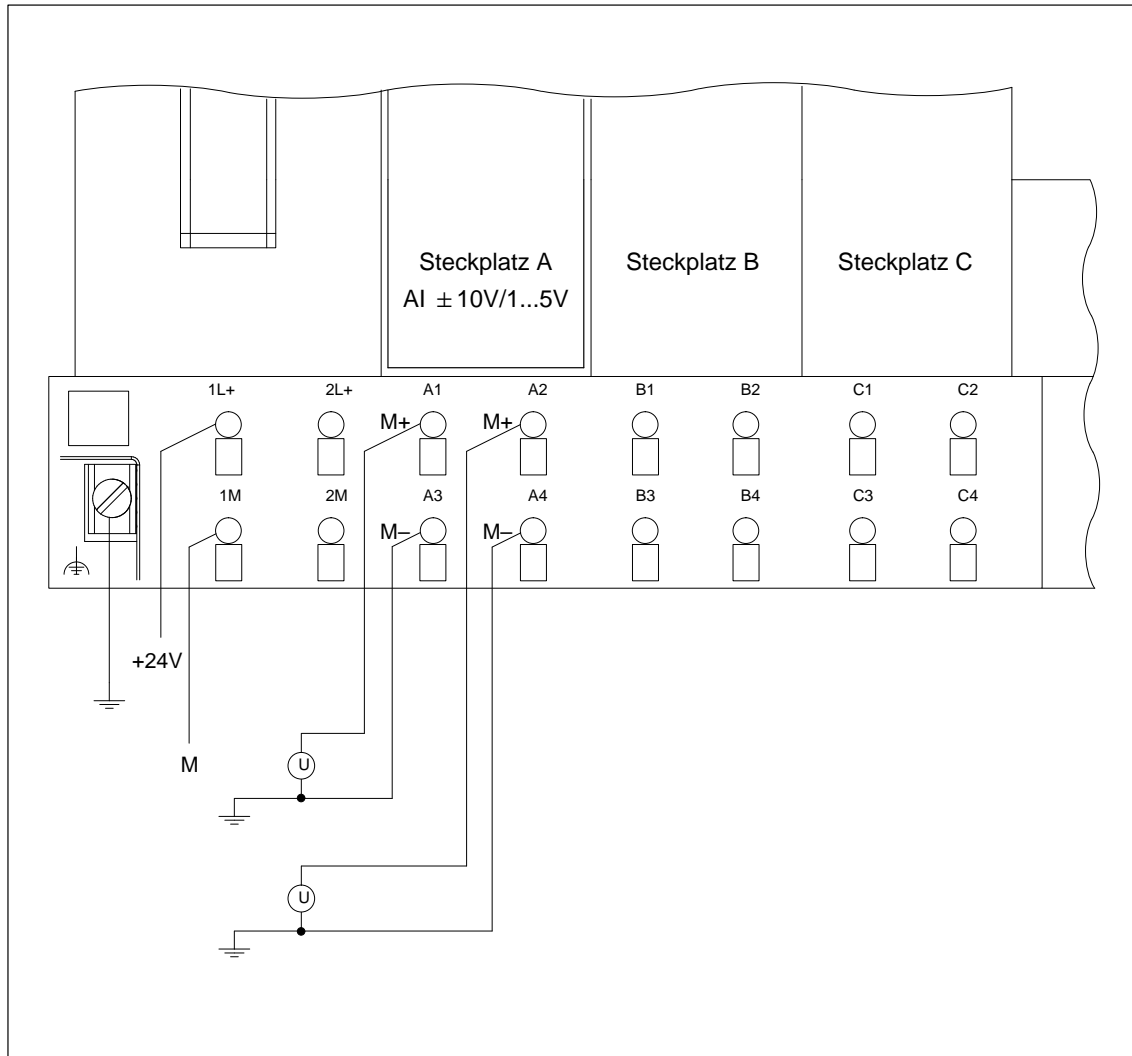 Steckplatz A Steckplatz B Steckplatz C
AI ±10V/1...5V
1L+ 2L+ A1 A2 B1 B2 C1 C2
M+ M+
1M 2M A3 A4 B3 B4 C3 C4
M– M–
+24V
M
U
U